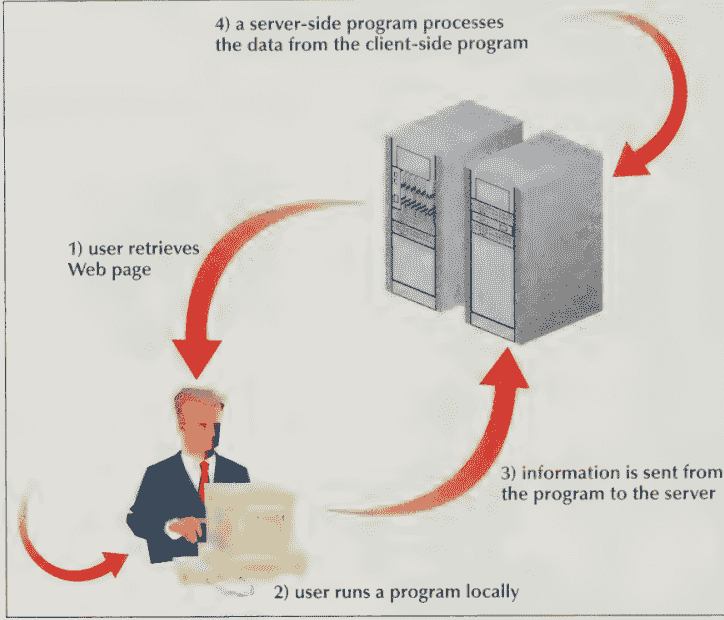 4) a server-side program processes
the data from the client-side program
1) user retrieves
Web page
3) information is sent from
the program to the server
2) user runs a program locally